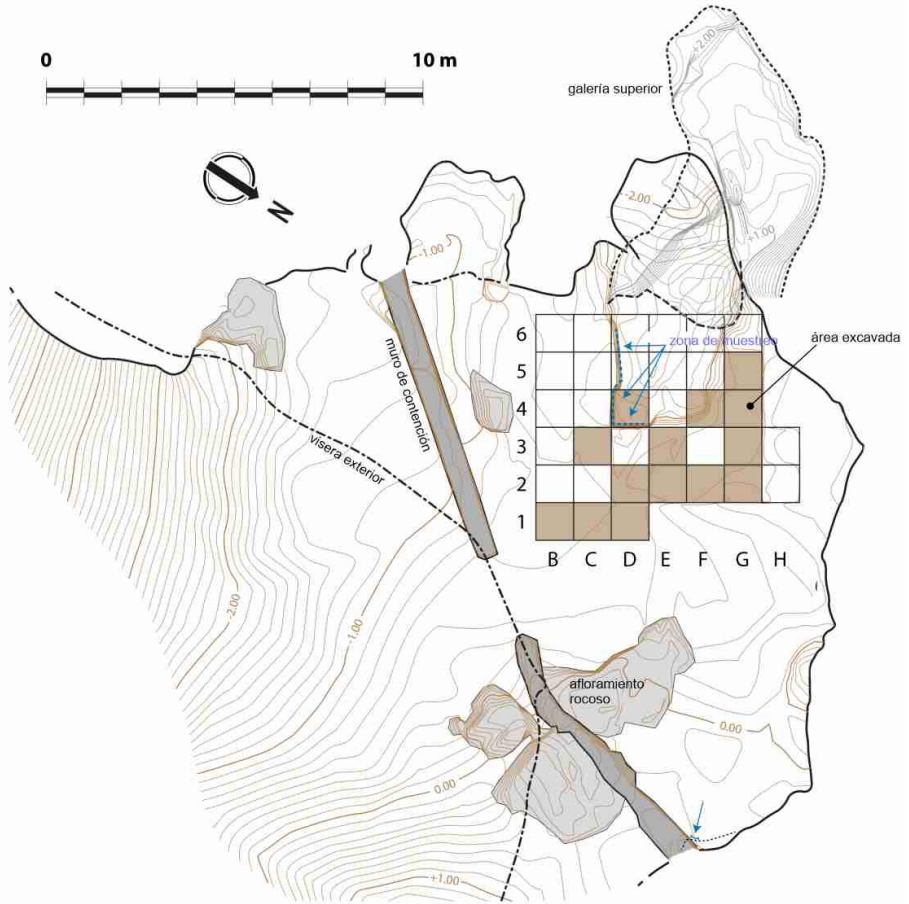 0 10 m
+2.00
galería superior
N
-2.00
+1.00
-1.00
6
zona de muestreo
área excavada
5
muro de contención
4
visera exterior
3
2
1
B C D E F G H
-2.00
-1.00
afloramiento
rocoso
0.00
0.00
+1.00